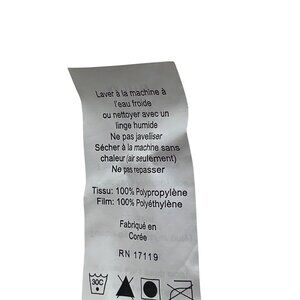 Laver à la machine à
l'eau froide
ou nettoyer avec un
linge humide
Ne pas javeliser
Sécher à la machine sans
chaleur (air seulement)
Ne pas repasser
Tissu: 100% Polypropylène
Film: 100% Polyéthylène
Fabriqué en
Corée
RN 17119
30C